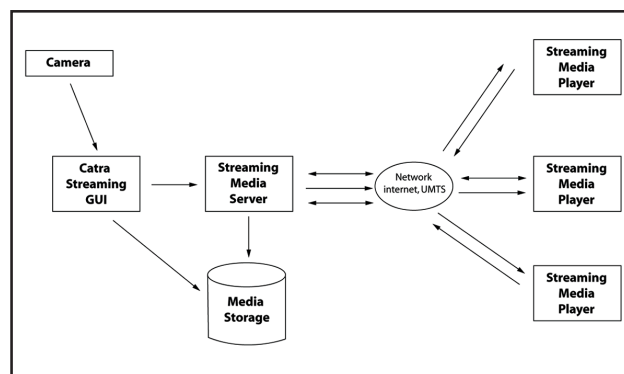 Camera
Catra
Streaming
GUI
Streaming
Media
Server
Media
Storage
Network
internet, UMTS
Streaming
Media
Player
Streaming
Media
Player
Streaming
Media
Player